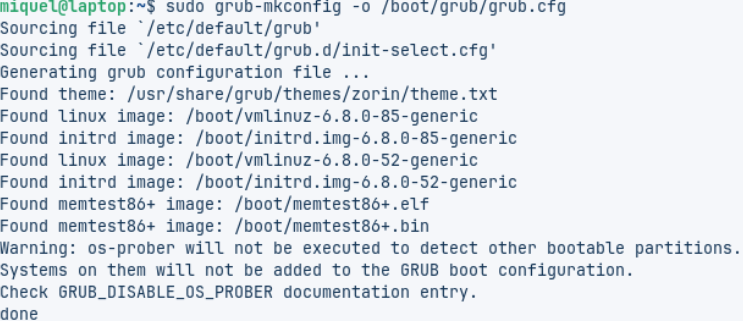 miquel@laptop:~$ sudo grub-mkconfig -o /boot/grub/grub.cfg
Sourcing file `/etc/default/grub'
Sourcing file `/etc/default/grub.d/init-select.cfg'
Generating grub configuration file ...
Found theme: /usr/share/grub/themes/zorin/theme.txt
Found linux image: /boot/vmlinuz-6.8.0-85-generic
Found initrd image: /boot/initrd.img-6.8.0-85-generic
Found linux image: /boot/vmlinuz-6.8.0-52-generic
Found initrd image: /boot/initrd.img-6.8.0-52-generic
Found memtest86+ image: /boot/memtest86+.elf
Found memtest86+ image: /boot/memtest86+.bin
Warning: os-prober will not be executed to detect other bootable partitions.
Systems on them will not be added to the GRUB boot configuration.
Check GRUB_DISABLE_OS_PROBER documentation entry.
done